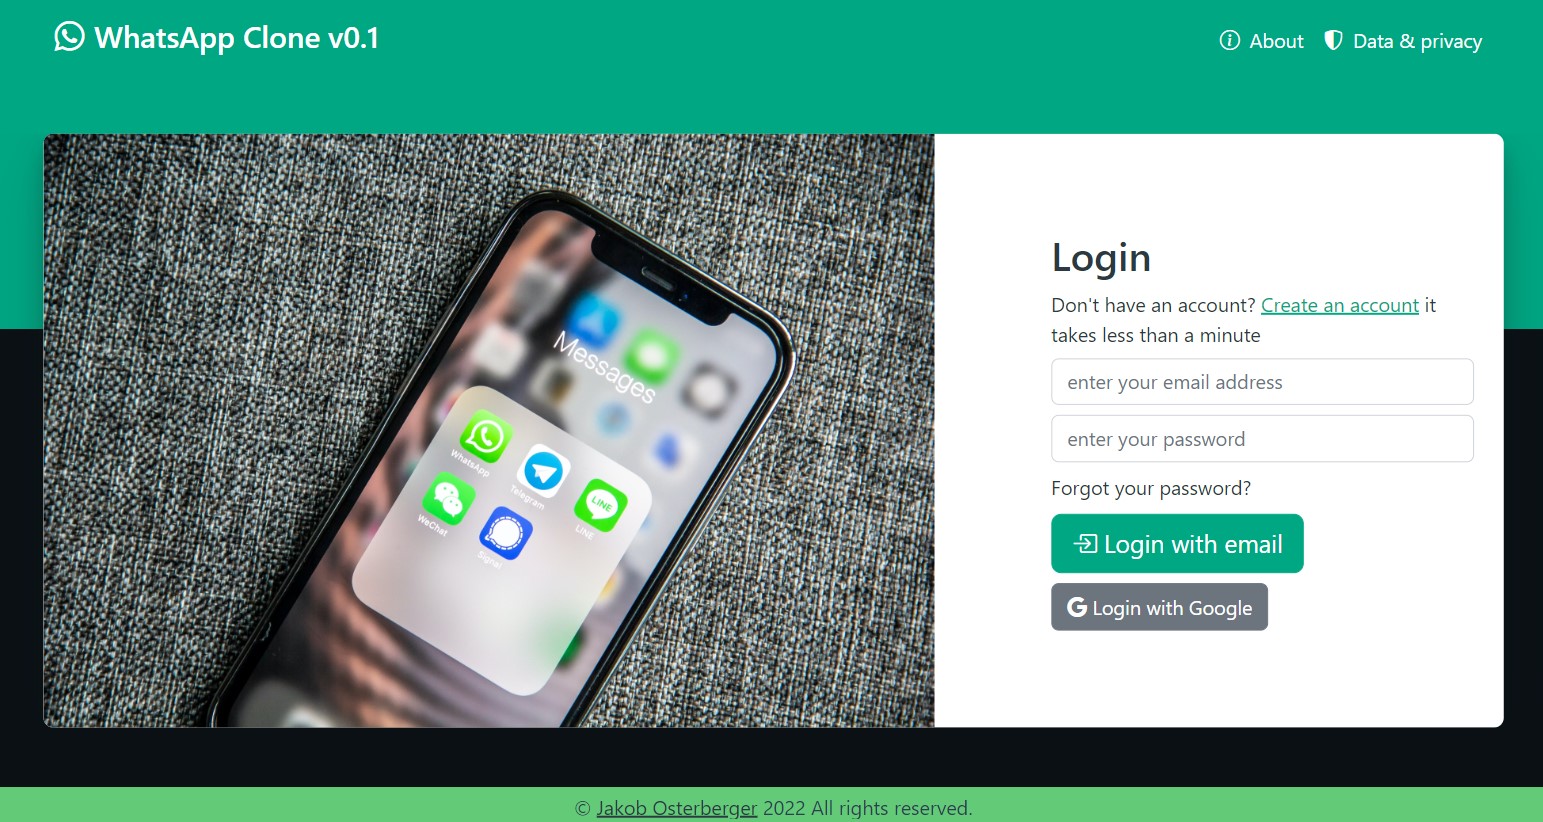 WhatsApp Clone v0.1
About
Data & privacy
Messages
WhatsApp
Telegram
LINE
LINE
WeChat
Signal
Login
Don't have an account? Create an account it
takes less than a minute
enter your email address
enter your password
Forgot your password?
Login with email
G Login with Google
© Jakob Osterberger 2022 All rights reserved.